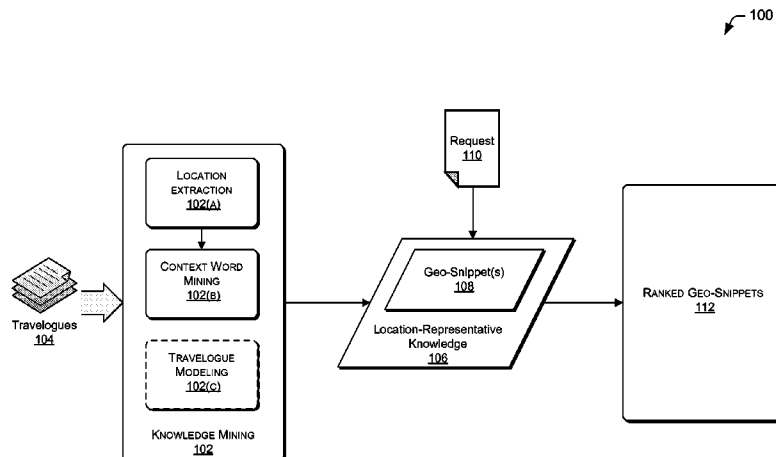 100
Request
110
LOCATION
EXTRACTION
102(A)
CONTEXT WORD
MINING
102(B)
TRAVELOGUE
MODELING
102(C)
KNOWLEDGE MINING
102
Travelogues
104
Geo-Snippet(s)
108
Location-Representative
Knowledge
106
RANKED GEO-SNIPPETS
112